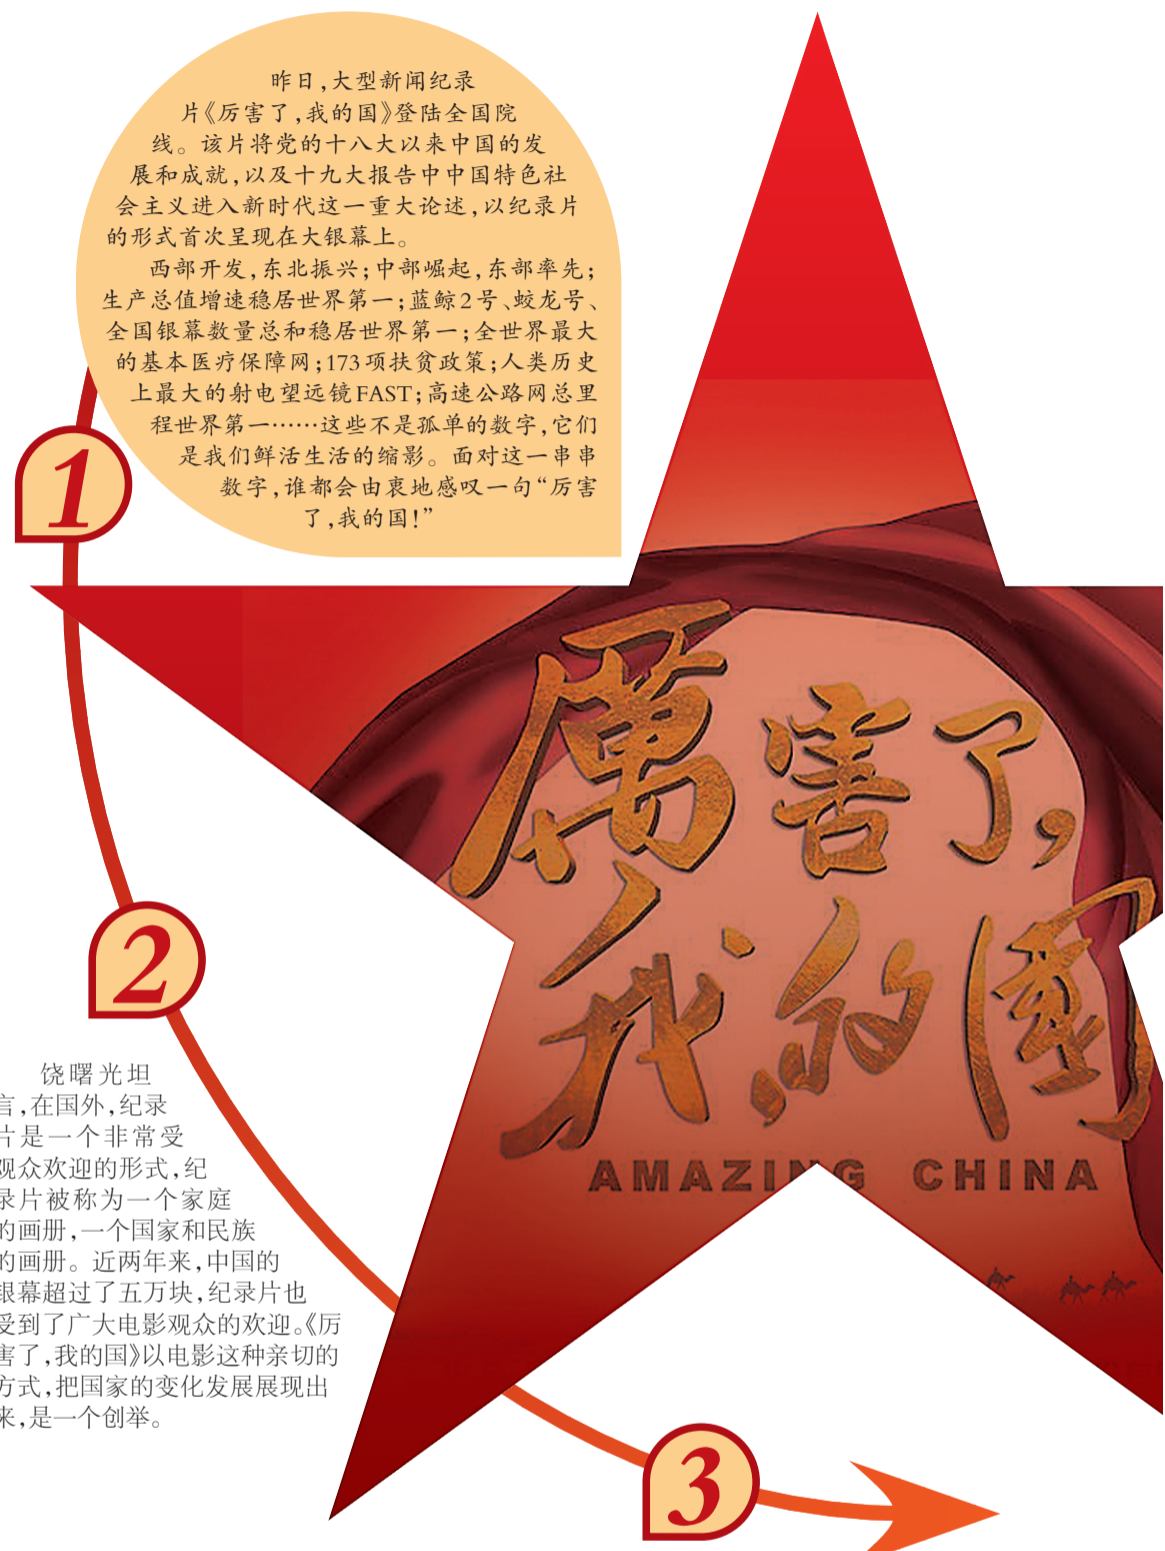 昨日,大型新闻纪录
片《厉害了,我的国》登陆全国院
线。该片将党的十八大以来中国的发
展和成就,以及十九大报告中中国特色社
会主义进入新时代这一重大论述,以纪录片
的形式首次呈现在大银幕上。
西部开发,东北振兴;中部崛起,东部率先;
生产总值增速稳居世界第一;蓝鲸2号、蛟龙号、
全国银幕数量总和稳居世界第一;全世界最大
的基本医疗保障网;173项扶贫政策;人类历史
上最大的射电望远镜FAST;高速公路网总里
程世界第一……这些不是孤单的数字,它们
是我们鲜活生活的缩影。面对这一串串
数字,谁都会由衷地感叹一句“厉害
了,我的国!”
1
厲害了,
我的國
AMAZING CHINA
2
饶曙光坦
言,在国外,纪录
片是一个非常受
观众欢迎的形式,纪
录片被称为一个家庭
的画册,一个国家和民族
的画册。近两年来,中国的
银幕超过了五万块,纪录片也
受到了广大电影观众的欢迎。《厉
害了,我的国》以电影这种亲切的
方式,把国家的变化发展展现出
来,是一个创举。
3